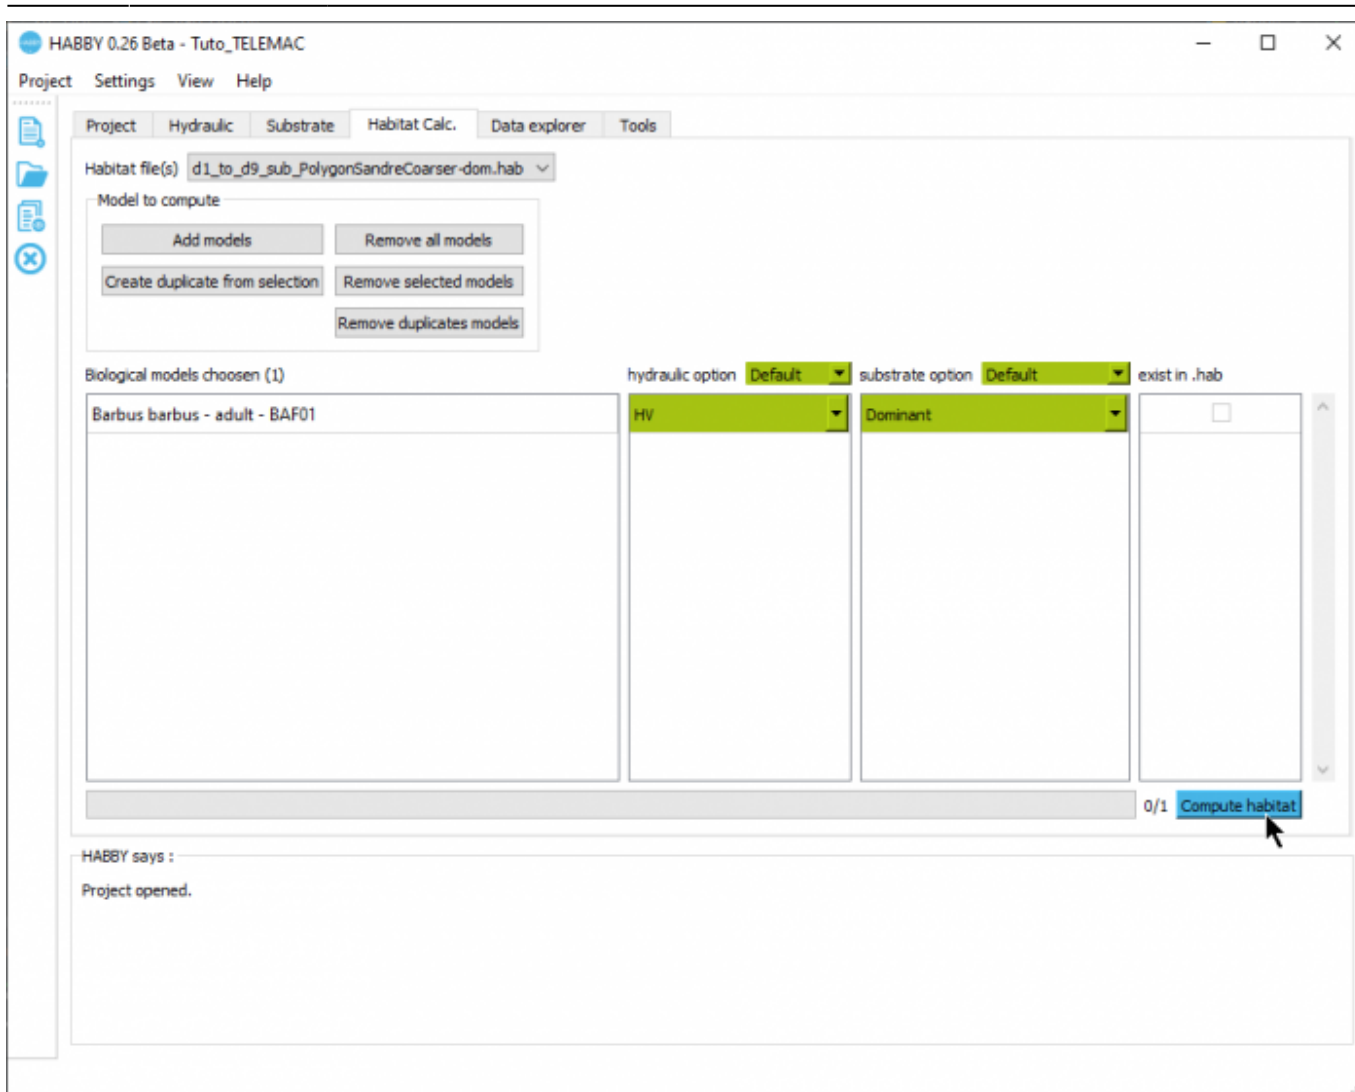 HABBY 0.26 Beta - Tuto_TELEMAC
Project Settings View Help
Project Hydraulic Substrate Habitat Calc. Data explorer Tools
Habitat file(s) d1_to_d9_sub_PolygonSandreCoarser-dom.hab
Model to compute
Add models Remove all models
Create duplicate from selection Remove selected models
Remove duplicates models
Biological models choosen (1) hydraulic option Default substrate option Default exist in .hab
Barbus barbus - adult - BAF01 HV Dominant
0/1 Compute habitat
HABBY says :
Project opened.